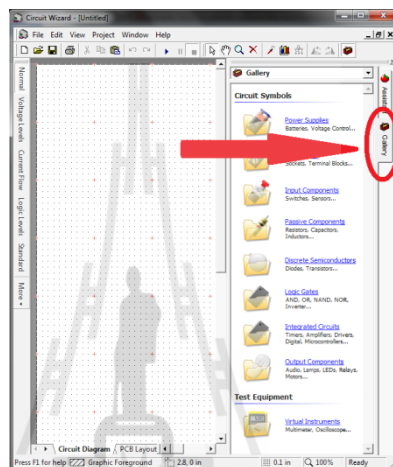 Circuit Wizard - [Untitled]
File Edit View Project Window Help
Normal
Voltage Levels
Current Flow
Logic Levels
Standard
More
Gallery
Circuit Symbols
Power Supplies
Batteries, Voltage Control...
Sockets, Terminal Blocks...
Input Components
Switches, Sensors...
Passive Components
Resistors, Capacitors,
Inductors...
Discrete Semiconductors
Diodes, Transistors...
Logic Gates
AND, OR, NAND, NOR,
Inverter...
Integrated Circuits
Timers, Amplifiers, Drivers,
Digital, Microcontrollers...
Output Components
Audio, Lamps, LEDs, Relays,
Motors...
Test Equipment
Virtual Instruments
Multimeter, Oscilloscope...
Gallery
Circuit Diagram
PCB Layout
Press F1 for help
Graphic Foreground
2.8, 0 in
0.1 in
100%
Ready